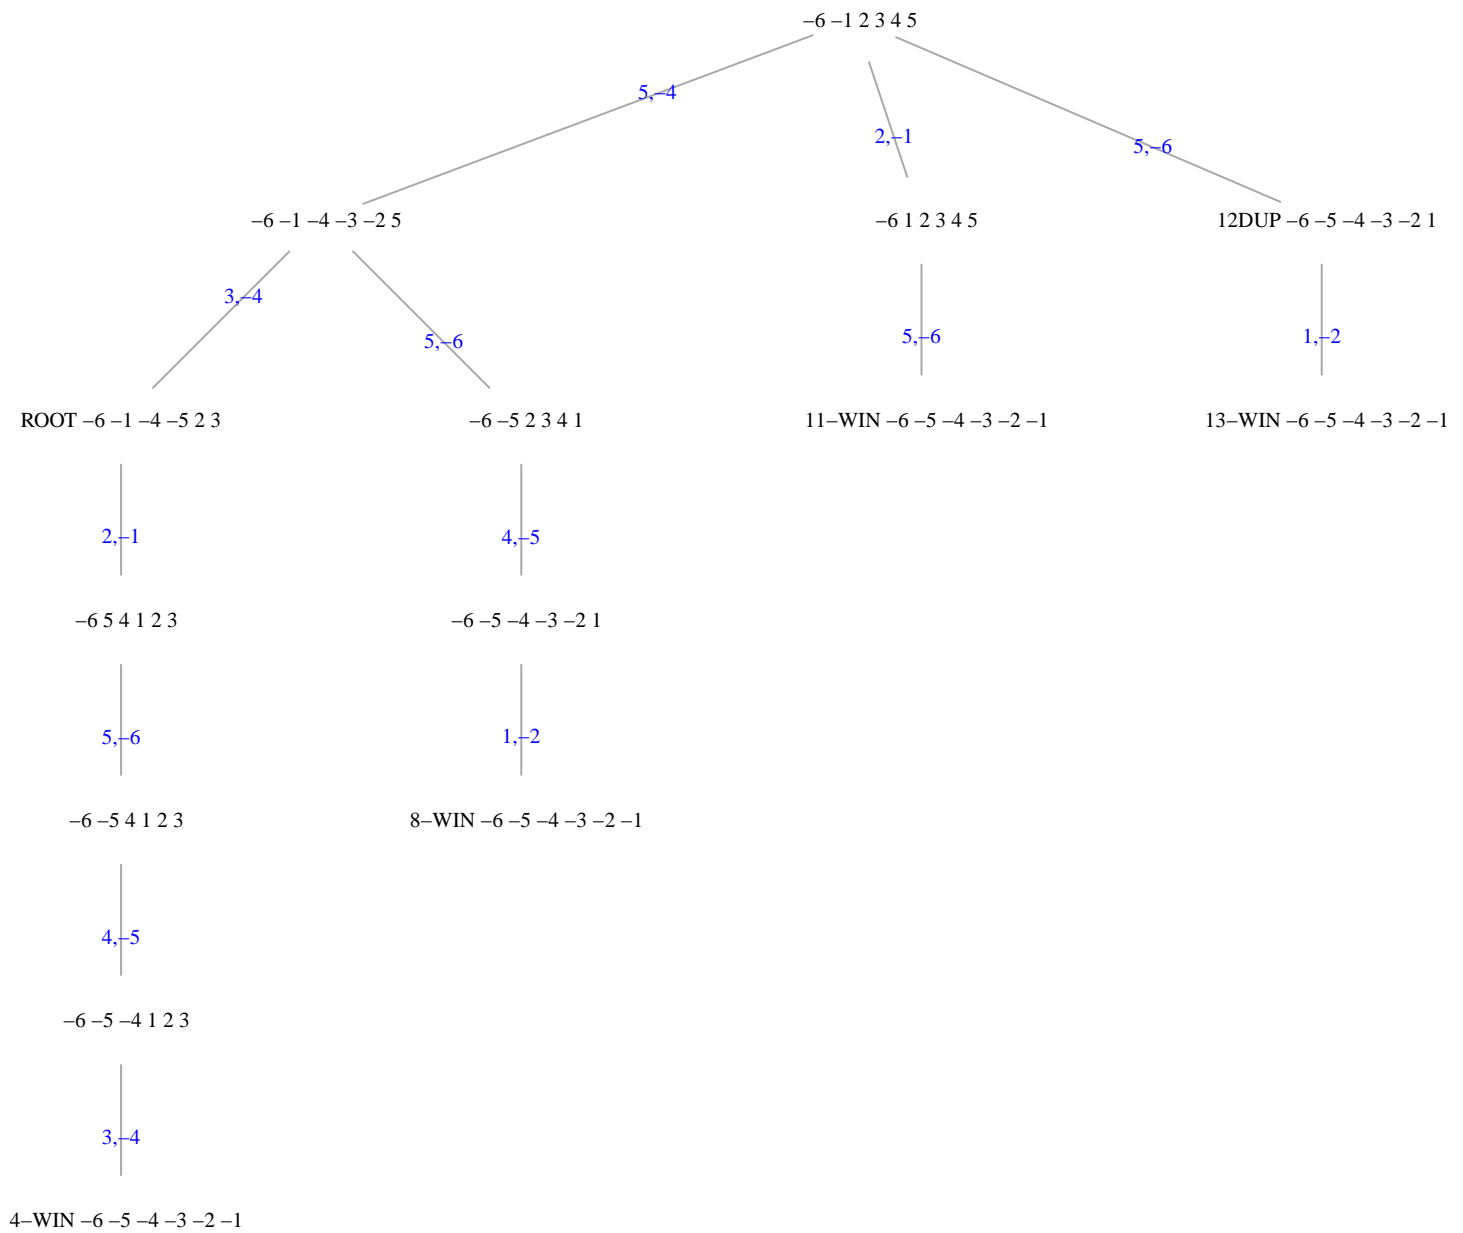 −6 −1 2 3 4 5
5,−4
2,−1
5,−6
−6 −1 −4 −3 −2 5
−6 1 2 3 4 5
12DUP −6 −5 −4 −3 −2 1
3,−4
5,−6
5,−6
1,−2
ROOT −6 −1 −4 −5 2 3
−6 −5 2 3 4 1
11−WIN −6 −5 −4 −3 −2 −1
13−WIN −6 −5 −4 −3 −2 −1
2,−1
4,−5
−6 5 4 1 2 3
−6 −5 −4 −3 −2 1
5,−6
1,−2
−6 −5 4 1 2 3
8−WIN −6 −5 −4 −3 −2 −1
4,−5
−6 −5 −4 1 2 3
3,−4
4−WIN −6 −5 −4 −3 −2 −1